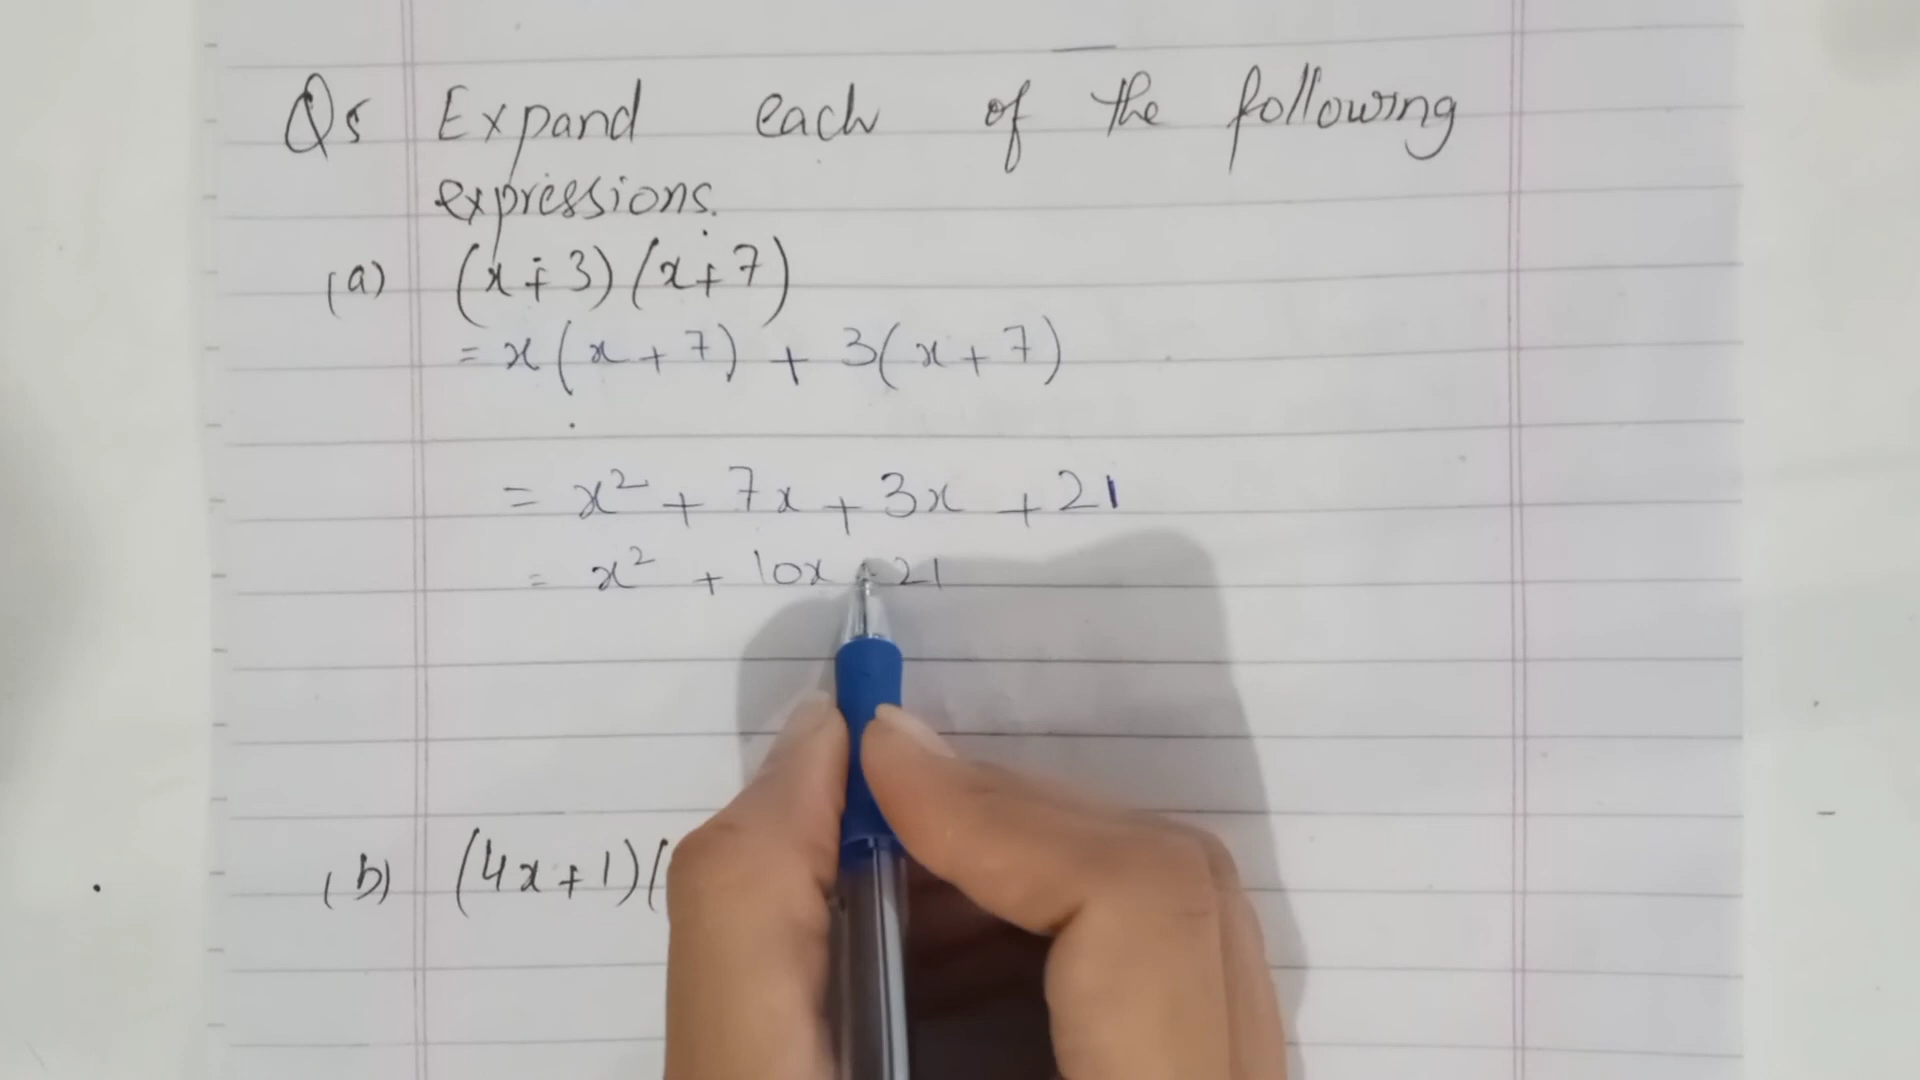 Q5 Expand each of the following
expressions.
(a) (x+3)(x+7)
= x(x+7) + 3(x+7)
= x² + 7x + 3x + 21
= x² + 10x + 21
(b) (4x+1)(